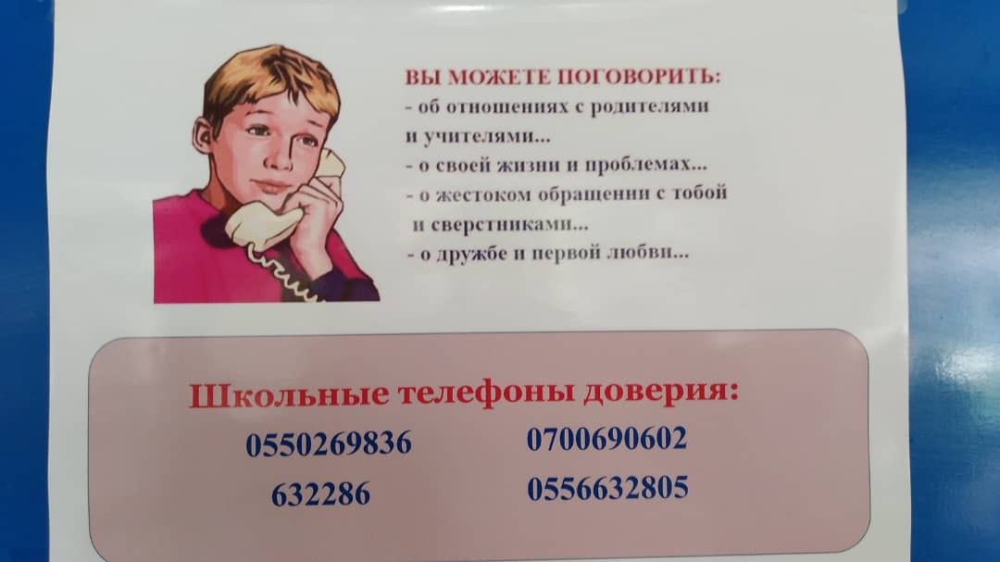 ВЫ МОЖЕТЕ ПОГОВОРИТЬ:
- об отношениях с родителями
и учителями...
- о своей жизни и проблемах...
- о жестоком обращении с тобой
и сверстниками...
- о дружбе и первой любви...
Школьные телефоны доверия:
0550269836 0700690602
632286 0556632805